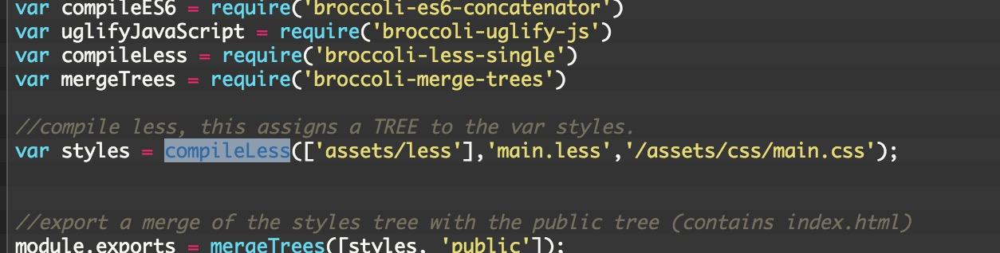 var compileES6 = require('broccoli-es6-concatenator')
var uglifyJavaScript = require('broccoli-uglify-js')
var compileLess = require('broccoli-less-single')
var mergeTrees = require('broccoli-merge-trees')
//compile less, this assigns a TREE to the var styles.
var styles = compileLess(['assets/less'],'main.less','/assets/css/main.css');
//export a merge of the styles tree with the public tree (contains index.html)
module.exports = mergeTrees([styles, 'public']);